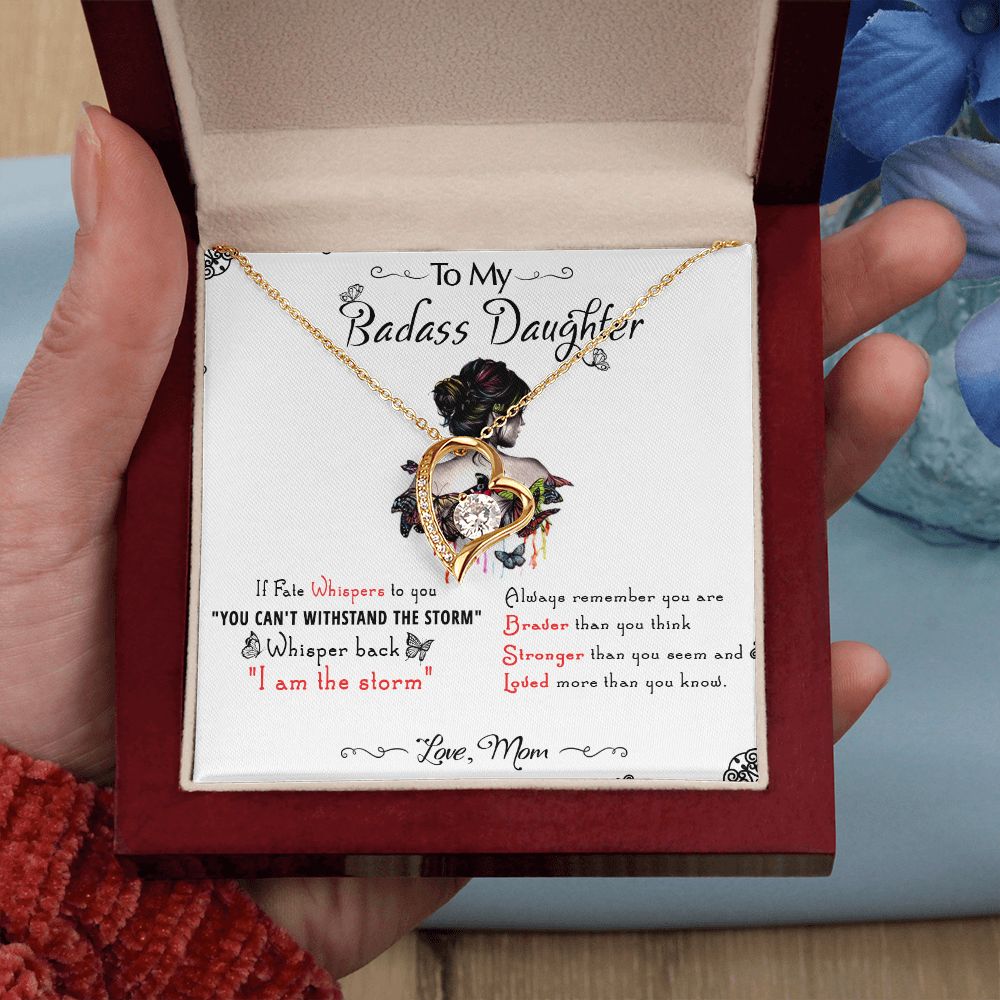 To My
Badass Daughter
If Fate Whispers to you
"YOU CAN'T WITHSTAND THE STORM"
Whisper back
"I am the storm"
Always remember you are
Braver than you think
Stronger than you seem and
Loved more than you know.
Love, Mom